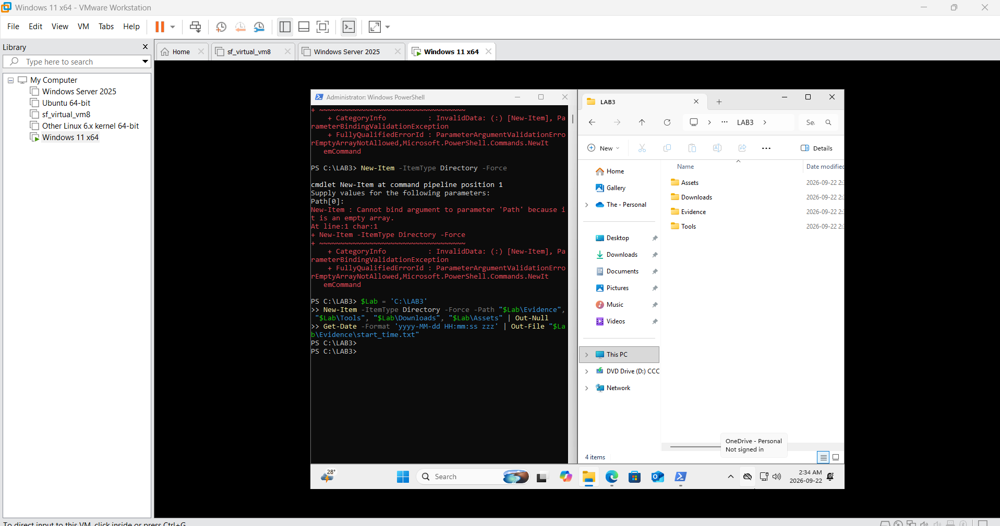 Windows 11 x64 - VMware Workstation
File Edit View VM Tabs Help
Library
Type here to search
My Computer
Windows Server 2025
Ubuntu 64-bit
sf_virtual_vm8
Other Linux 6.x kernel 64-bit
Windows 11 x64
Home
sf_virtual_vm8
Windows Server 2025
Windows 11 x64
Administrator: Windows PowerShell
+ ~~~~~~~~~~~~~~~~~~~~~~~~~~~~~~~~~~~
+ CategoryInfo : InvalidData: (:) [New-Item], Pa
rameterBindingValidationException
+ FullyQualifiedErrorId : ParameterArgumentValidationErro
rEmptyArrayNotAllowed,Microsoft.PowerShell.Commands.NewIt
emCommand
PS C:\LAB3> New-Item -ItemType Directory -Force
cmdlet New-Item at command pipeline position 1
Supply values for the following parameters:
Path[0]:
New-Item : Cannot bind argument to parameter 'Path' because i
t is an empty array.
At line:1 char:1
+ New-Item -ItemType Directory -Force
+ ~~~~~~~~~~~~~~~~~~~~~~~~~~~~~~~~~~~
+ CategoryInfo : InvalidData: (:) [New-Item], Pa
rameterBindingValidationException
+ FullyQualifiedErrorId : ParameterArgumentValidationErro
rEmptyArrayNotAllowed,Microsoft.PowerShell.Commands.NewIt
emCommand
PS C:\LAB3> $Lab = 'C:\LAB3'
>> New-Item -ItemType Directory -Force -Path "$Lab\Evidence",
"$Lab\Tools", "$Lab\Downloads", "$Lab\Assets" | Out-Null
>> Get-Date -Format 'yyyy-MM-dd HH:mm:ss zzz' | Out-File "$La
b\Evidence\start_time.txt"
PS C:\LAB3>
PS C:\LAB3>
LAB3
LAB3
Se
New
Details
Home
Gallery
The - Personal
Desktop
Downloads
Documents
Pictures
Music
Videos
This PC
DVD Drive (D:) CCC
Network
Name Date modified
Assets 2026-09-22 2:
Downloads 2026-09-22 2:
Evidence 2026-09-22 2:
Tools 2026-09-22 2:
OneDrive - Personal
Not signed in
4 items
28°
Search
2:34 AM
2026-09-22
To direct input to this VM, click inside or press Ctrl+G.